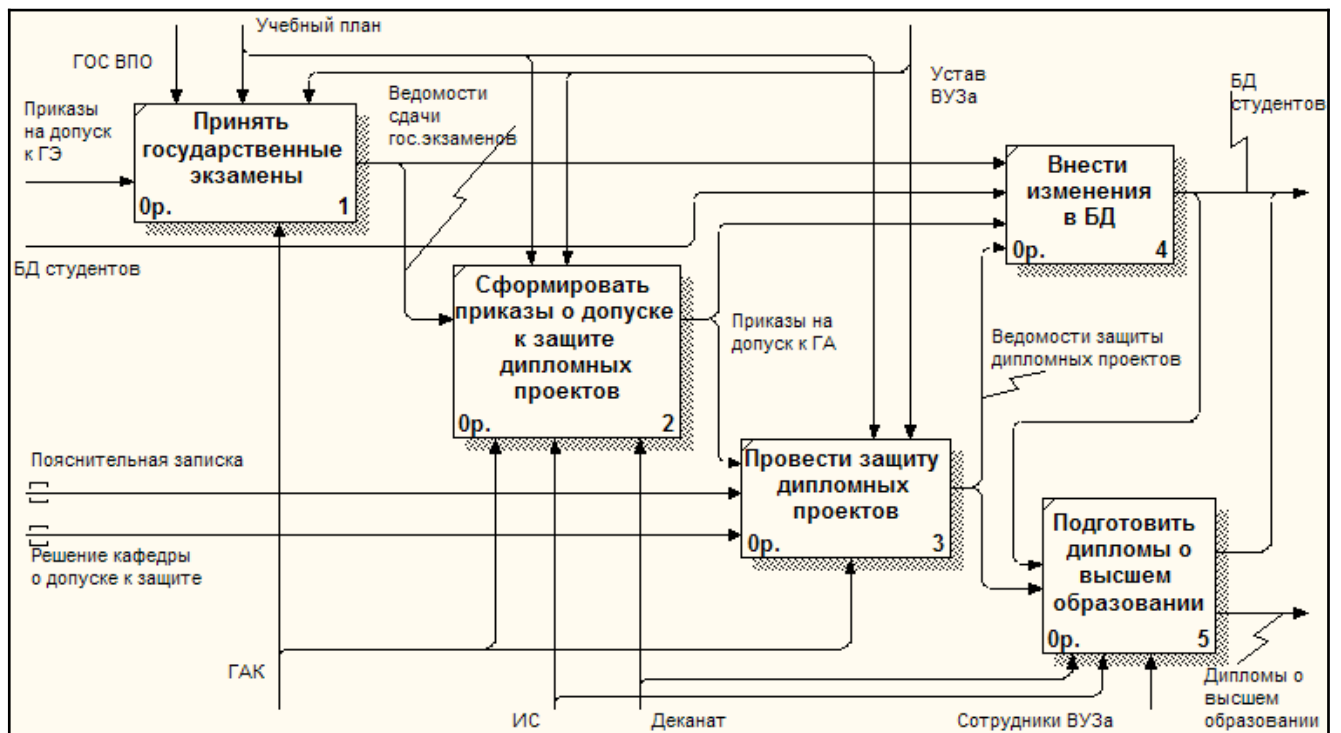 Учебный план
ГОС ВПО
Устав
ВУЗа
БД
студентов
Приказы
на допуск
к ГЭ
Ведомости
сдачи
гос.экзаменов
Принять
государственные
экзамены
0р. 1
Внести
изменения
в БД
0р. 4
БД студентов
Сформировать
приказы о допуске
к защите
дипломных
проектов
0р. 2
Приказы на
допуск к ГА
Ведомости защиты
дипломных проектов
Пояснительная записка
Провести защиту
дипломных
проектов
0р. 3
Решение кафедры
о допуске к защите
Подготовить
дипломы о
высшем
образовании
0р. 5
ГАК
ИС
Деканат
Сотрудники ВУЗа
Дипломы о
высшем
образовании